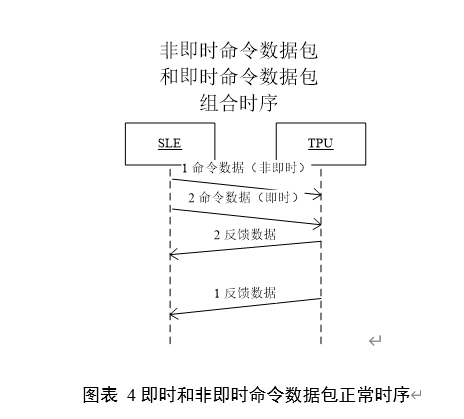 非即时命令数据包
和即时命令数据包
组合时序
SLE
TPU
1 命令数据（非即时）
2 命令数据（即时）
2 反馈数据
1 反馈数据
图表 4 即时和非即时命令数据包正常时序